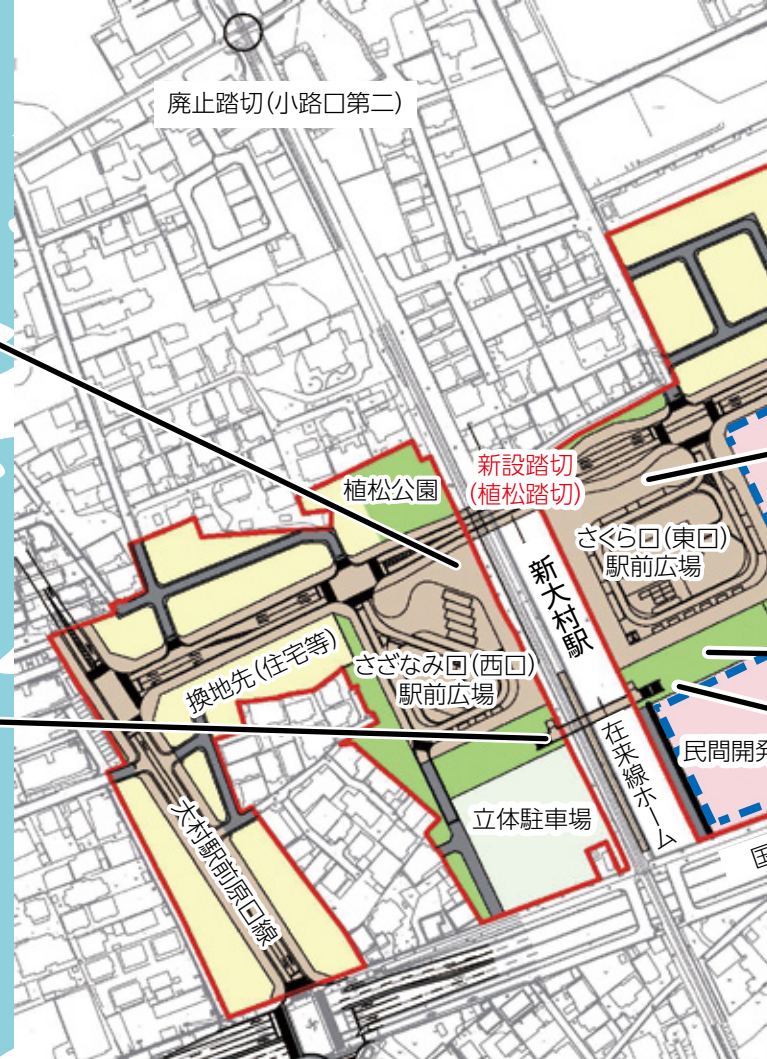 廃止踏切(小路口第二)
植松公園
新設踏切
(植松踏切)
さくら口(東口)
駅前広場
新大村駅
換地先(住宅等)
さざなみ口(西口)
駅前広場
在来線ホーム
民間開発
立体駐車場
大村駅前原口線
国